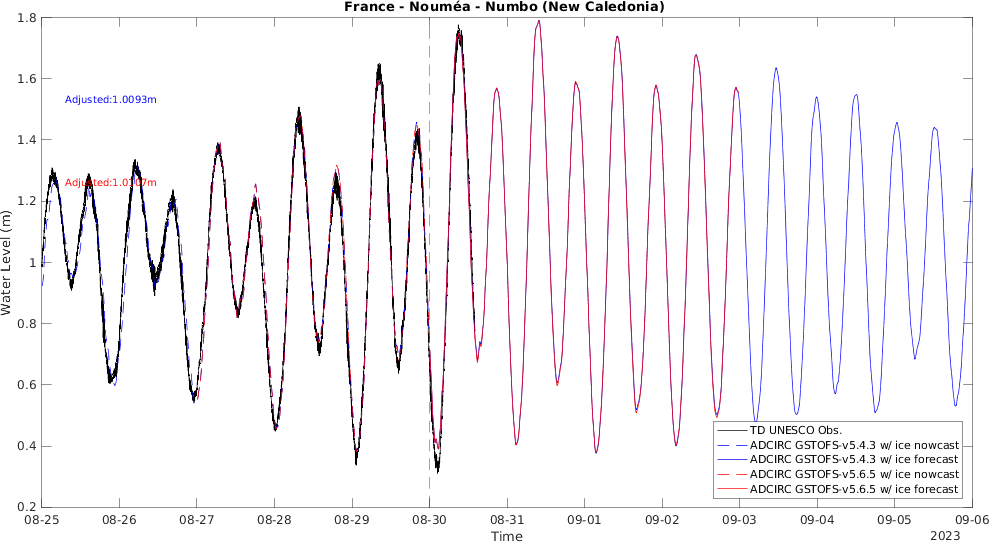 France - Nouméa - Numbo (New Caledonia)
1.8
1.6
1.4
1.2
1
0.8
0.6
0.4
0.2
Water Level (m)
Adjusted:1.0093m
TD UNESCO Obs.
ADCIRC GSTOFS-v5.4.3 w/ ice nowcast
ADCIRC GSTOFS-v5.4.3 w/ ice forecast
ADCIRC GSTOFS-v5.6.5 w/ ice nowcast
ADCIRC GSTOFS-v5.6.5 w/ ice forecast
08-25 08-26 08-27 08-28 08-29 08-30 08-31 09-01 09-02 09-03 09-04 09-05 09-06
Time
2023